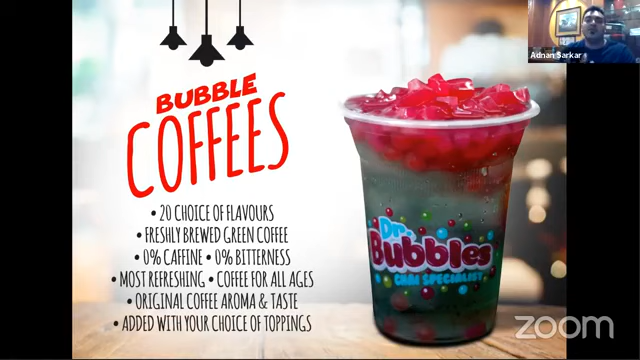 Adnan Sarkar
BUBBLE
COFFEES
• 20 CHOICE OF FLAVOURS
• FRESHLY BREWED GREEN COFFEE
• 0% CAFFINE • 0% BITTERNESS
• MOST REFRESHING • COFFEE FOR ALL AGES
• ORIGINAL COFFEE AROMA & TASTE
• ADDED WITH YOUR CHOICE OF TOPPINGS
Dr.
Bubbles
CHAI SPECIALIST
zoom